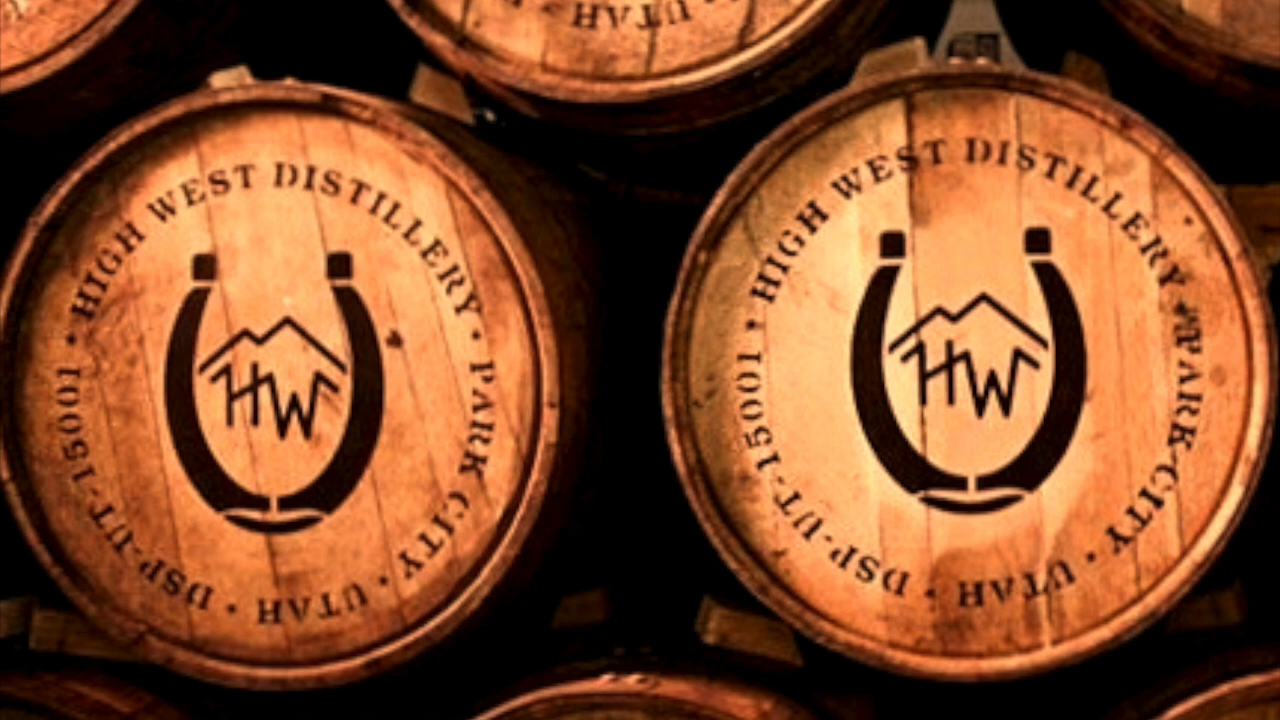 UTAH
HIGH WEST DISTILLERY • PARK CITY • UTAH • DSP-UT-15001 •
HW
HIGH WEST DISTILLERY • PARK CITY • UTAH • DSP-UT-15001 •
HW